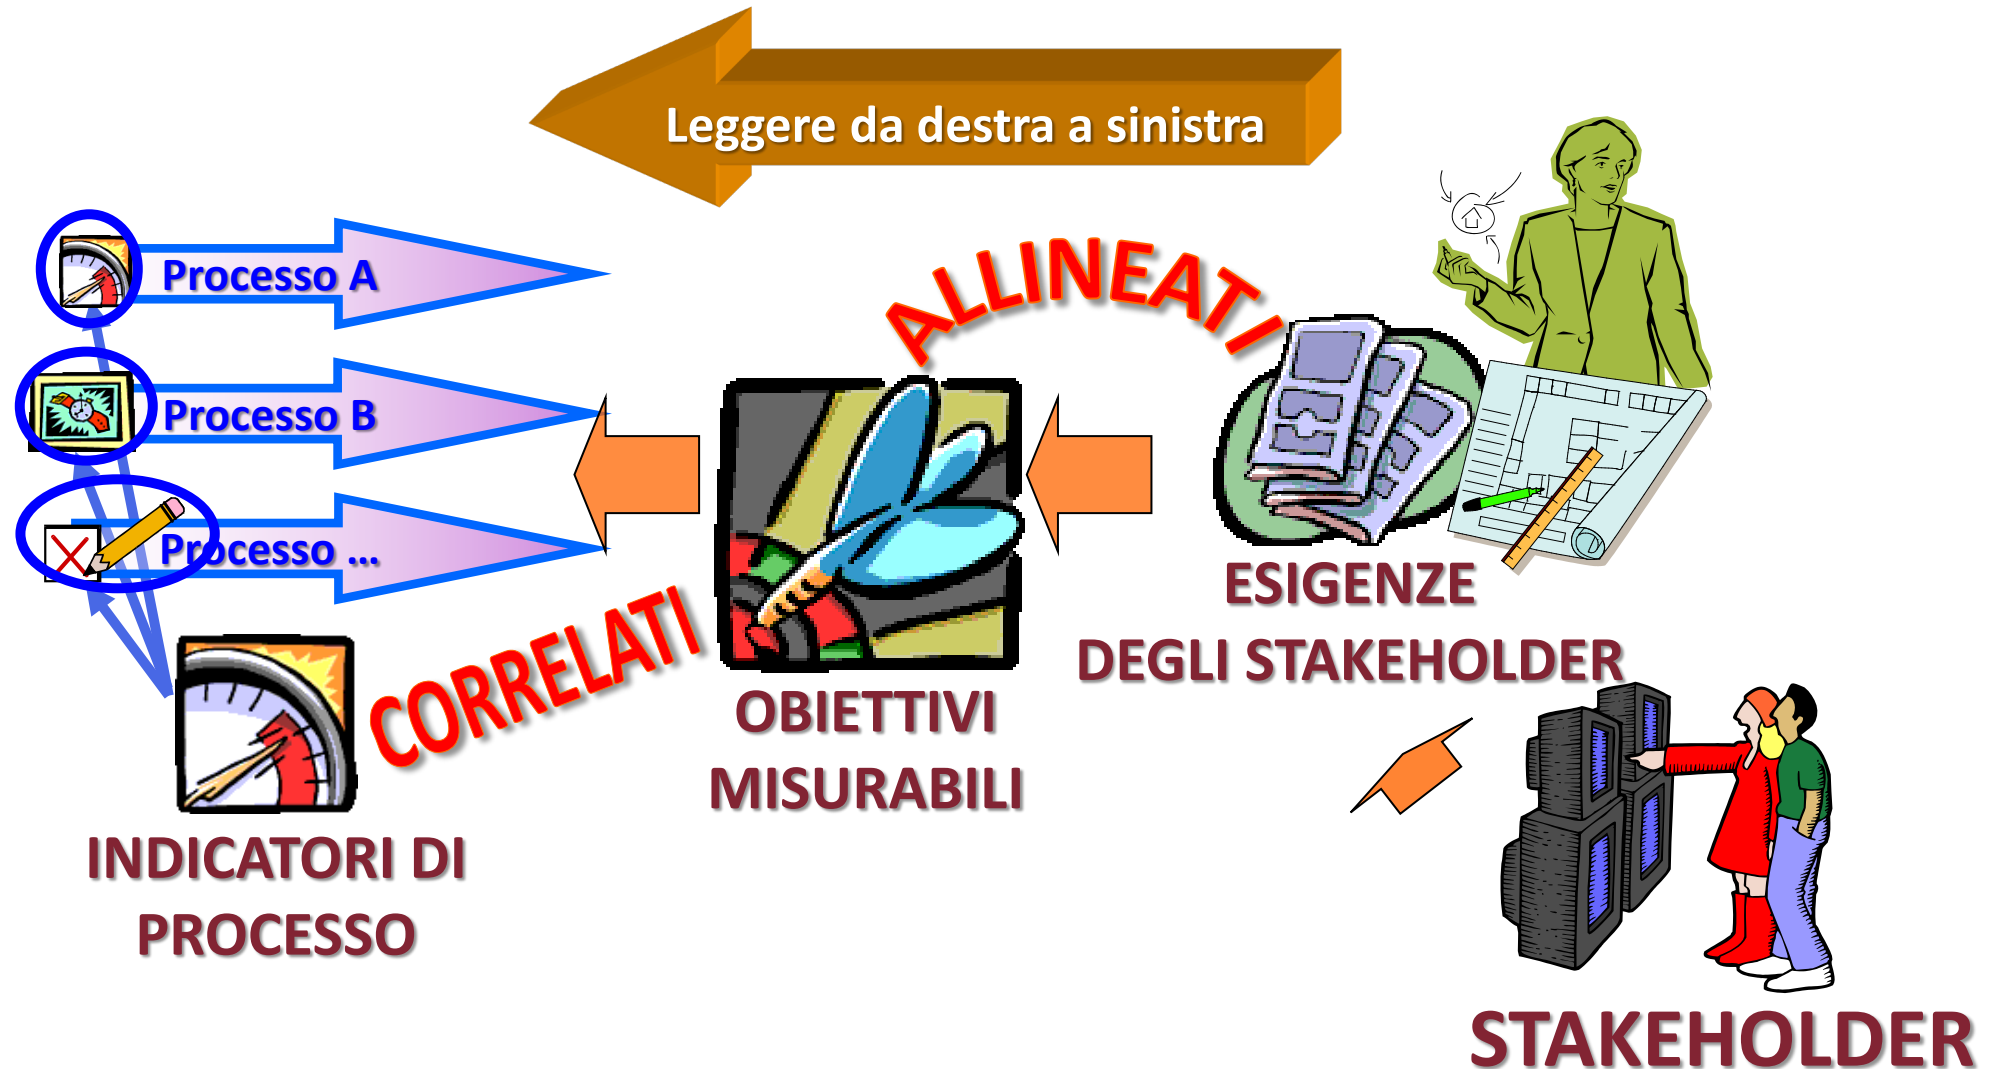 Leggere da destra a sinistra
Processo A
Processo B
Processo ...
ALLINEATI
CORRELATI
ESIGENZE
DEGLI STAKEHOLDER
OBIETTIVI
MISURABILI
INDICATORI DI
PROCESSO
STAKEHOLDER